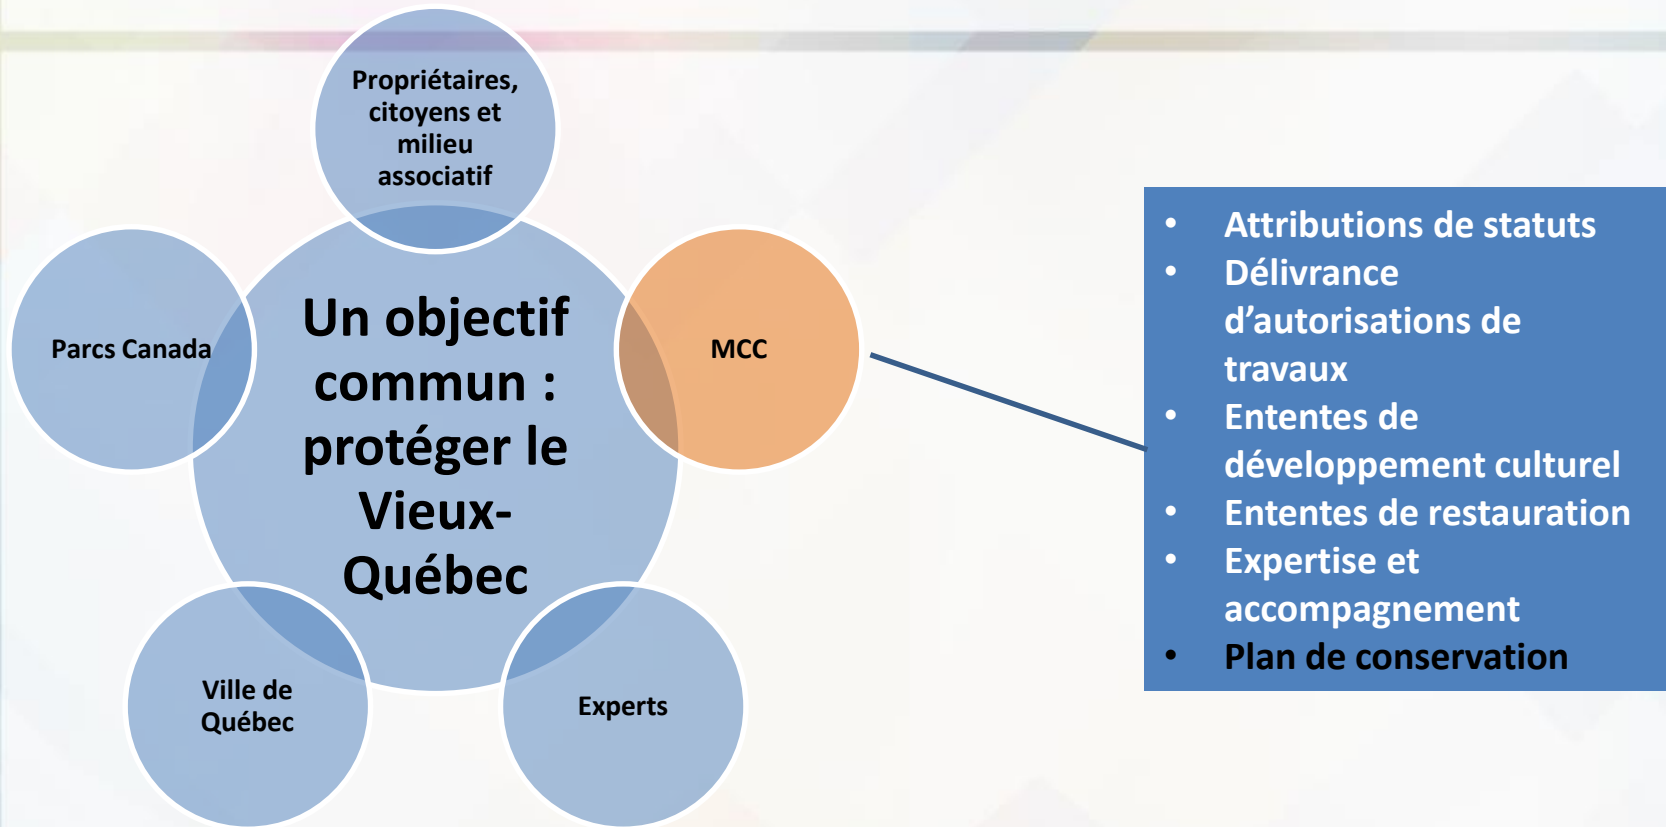 Propriétaires,
citoyens et
milieu
associatif
Parcs Canada
Un objectif
commun :
protéger le
Vieux-
Québec
MCC
Ville de
Québec
Experts
• Attributions de statuts
• Délivrance
d’autorisations de
travaux
• Ententes de
développement culturel
• Ententes de restauration
• Expertise et
accompagnement
• Plan de conservation